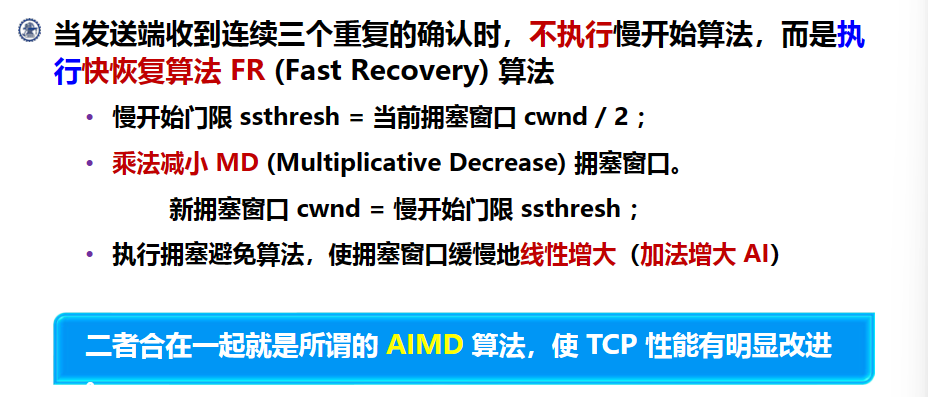 当发送端收到连续三个重复的确认时，不执行慢开始算法，而是执
行快恢复算法 FR (Fast Recovery) 算法
• 慢开始门限 ssthresh = 当前拥塞窗口 cwnd / 2；
• 乘法减小 MD (Multiplicative Decrease) 拥塞窗口。
新拥塞窗口 cwnd = 慢开始门限 ssthresh；
• 执行拥塞避免算法，使拥塞窗口缓慢地线性增大（加法增大 AI）
二者合在一起就是所谓的 AIMD 算法，使 TCP 性能有明显改进